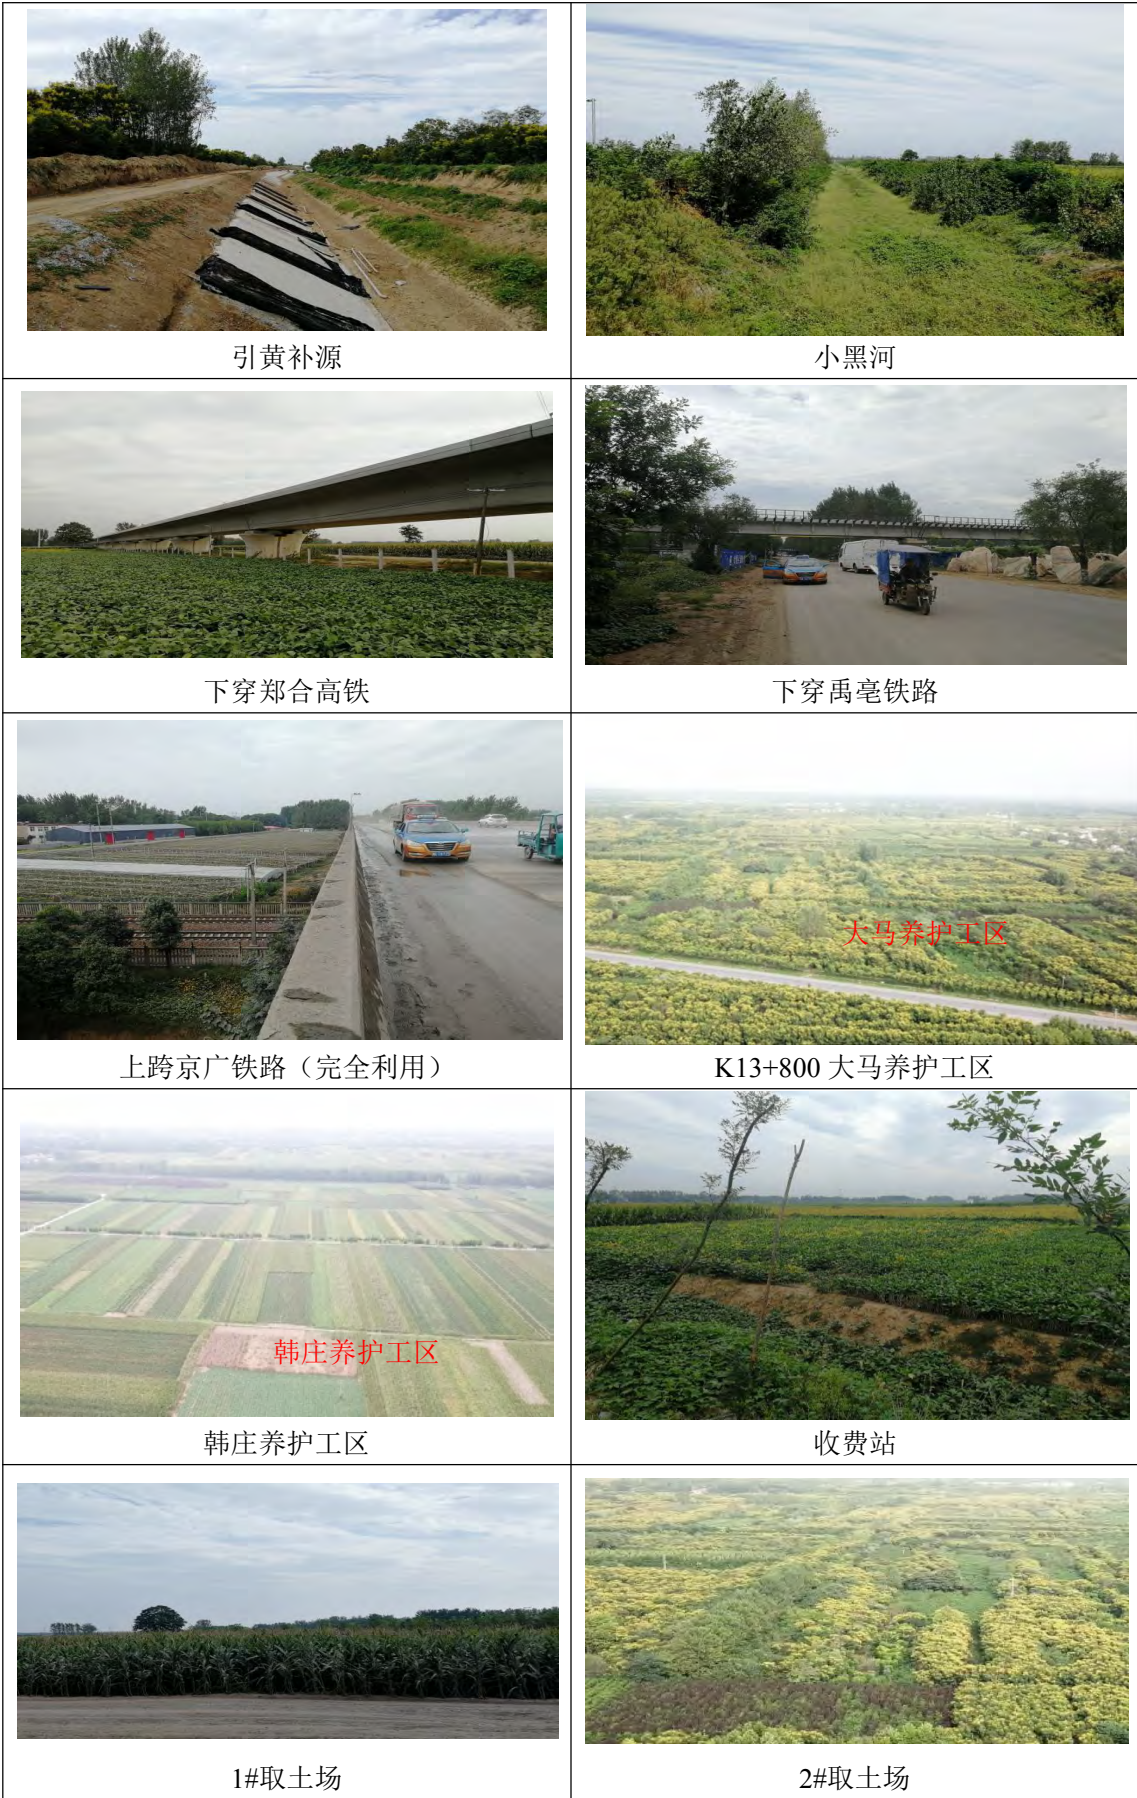 引黄补源
小黑河
下穿郑合高铁
下穿禹亳铁路
上跨京广铁路（完全利用）
大马养护工区
K13+800 大马养护工区
韩庄养护工区
韩庄养护工区
收费站
1#取土场
2#取土场